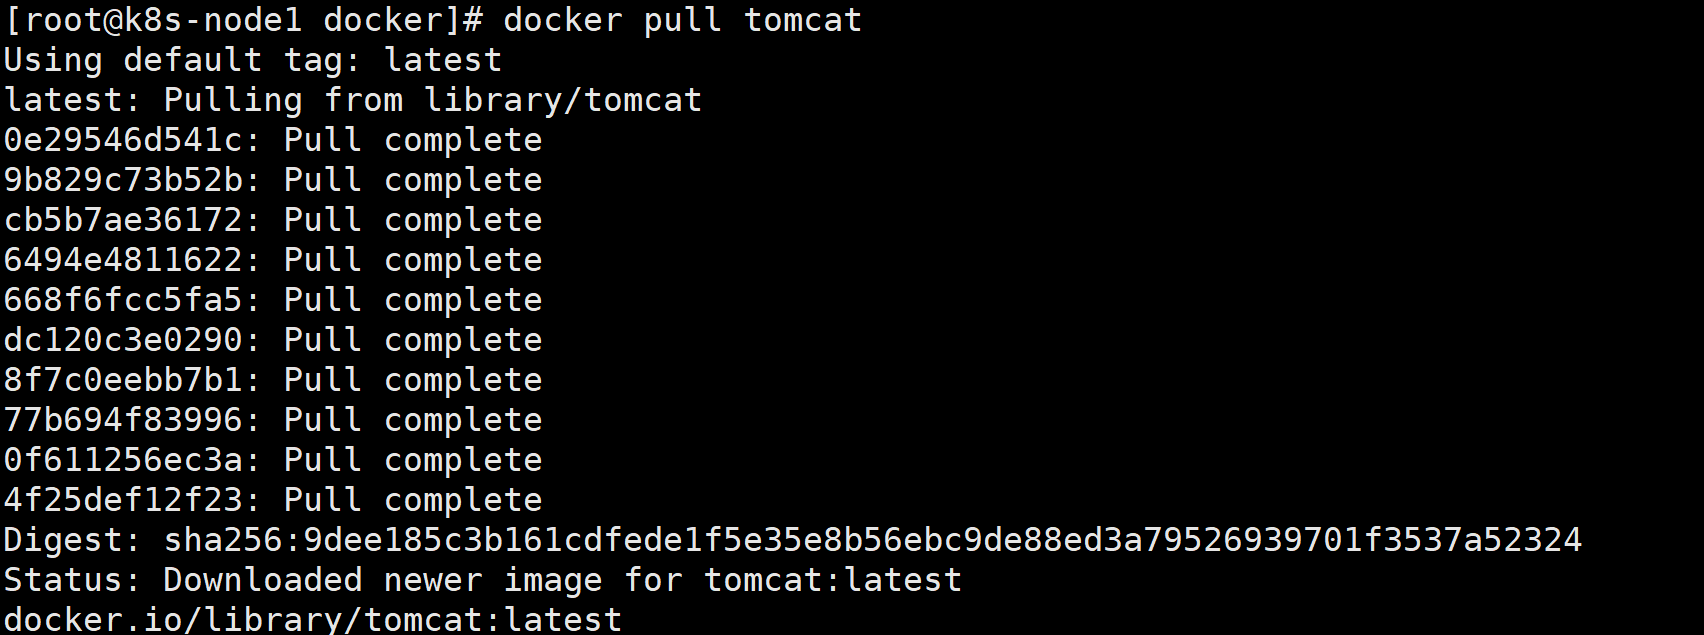 [root@k8s-node1 docker]# docker pull tomcat
Using default tag: latest
latest: Pulling from library/tomcat
0e29546d541c: Pull complete
9b829c73b52b: Pull complete
cb5b7ae36172: Pull complete
6494e4811622: Pull complete
668f6fcc5fa5: Pull complete
dc120c3e0290: Pull complete
8f7c0eebb7b1: Pull complete
77b694f83996: Pull complete
0f611256ec3a: Pull complete
4f25def12f23: Pull complete
Digest: sha256:9dee185c3b161cdfede1f5e35e8b56ebc9de88ed3a79526939701f3537a52324
Status: Downloaded newer image for tomcat:latest
docker.io/library/tomcat:latest